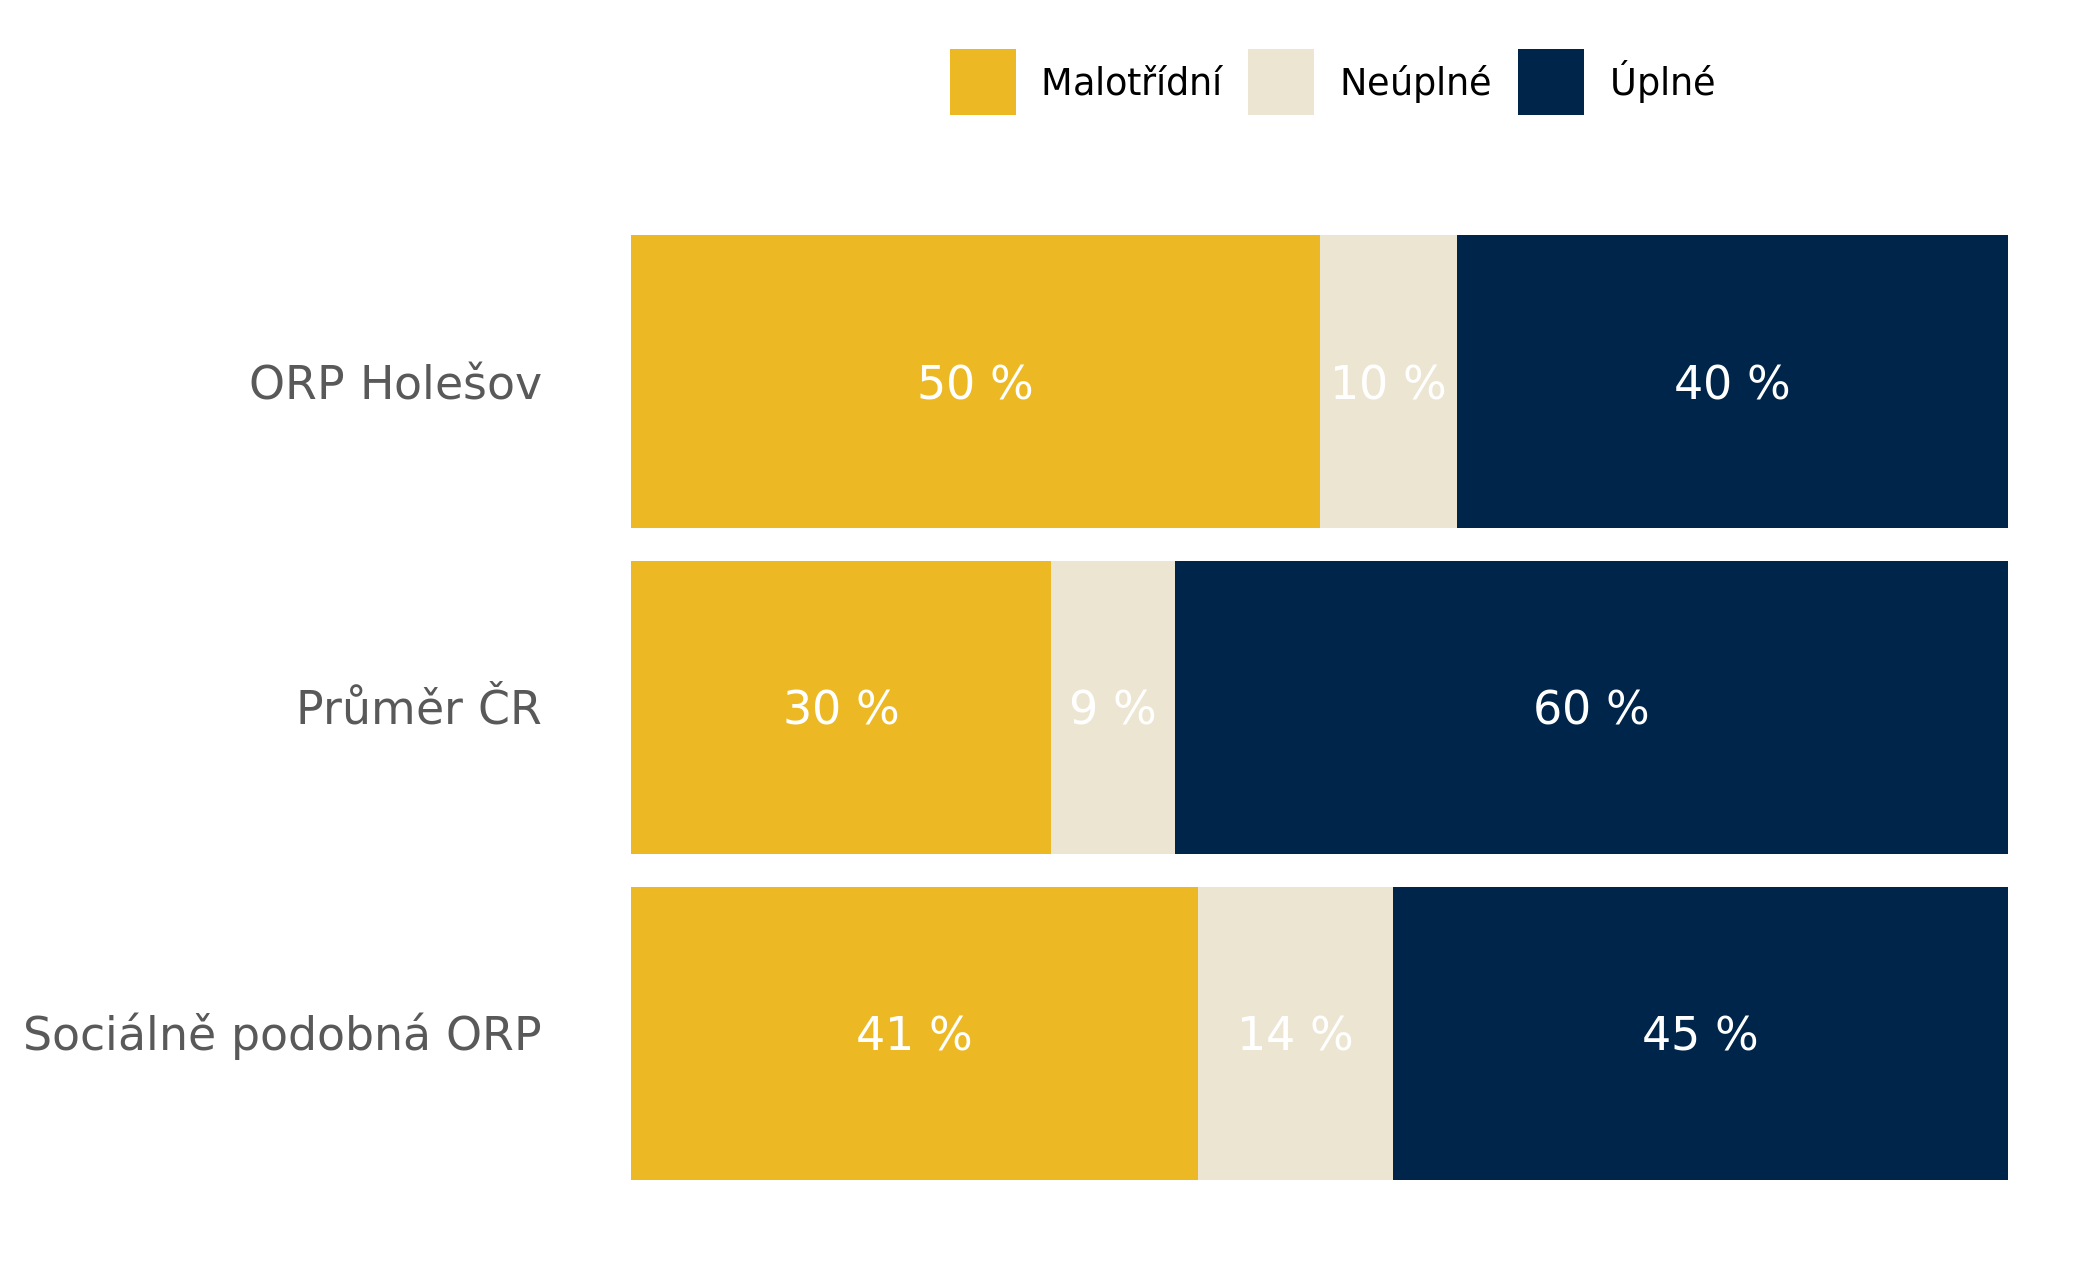 Malotřídní Neúplné Úplné
ORP Holešov 50 % 10 % 40 %
Průměr ČR 30 % 9 % 60 %
Sociálně podobná ORP 41 % 14 % 45 %